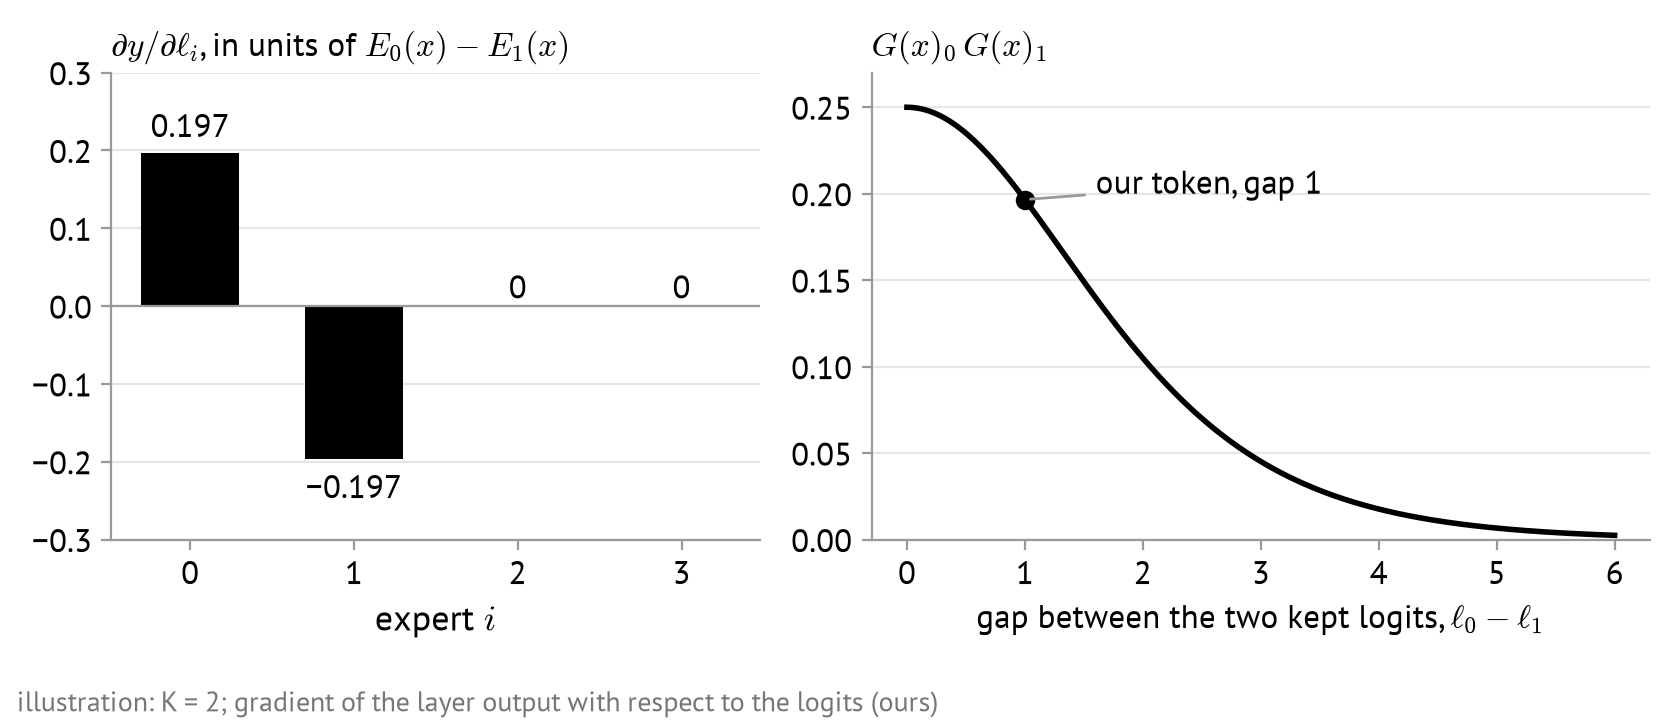 ∂y/∂ℓᵢ, in units of E₀(x) − E₁(x)
0.3
0.2
0.1
0.0
−0.1
−0.2
−0.3
0.197
−0.197
0
0
0 1 2 3
expert i
G(x)₀ G(x)₁
0.25
0.20
0.15
0.10
0.05
0.00
our token, gap 1
0 1 2 3 4 5 6
gap between the two kept logits, ℓ₀ − ℓ₁
illustration: K = 2; gradient of the layer output with respect to the logits (ours)